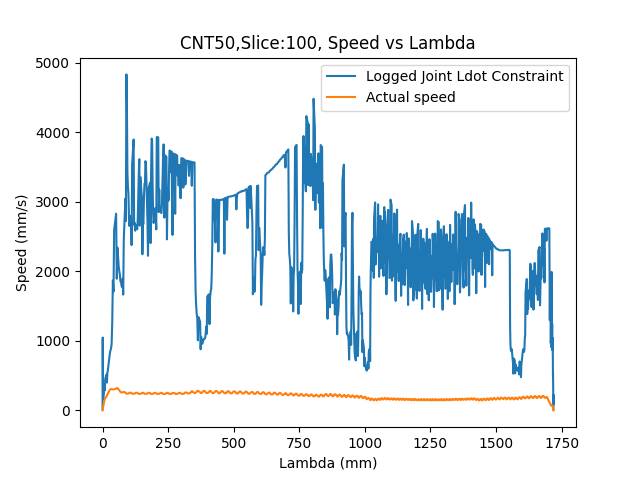 CNT50,Slice:100, Speed vs Lambda
Logged Joint Ldot Constraint
Actual speed
5000
4000
3000
2000
1000
0
Speed (mm/s)
0 250 500 750 1000 1250 1500 1750
Lambda (mm)